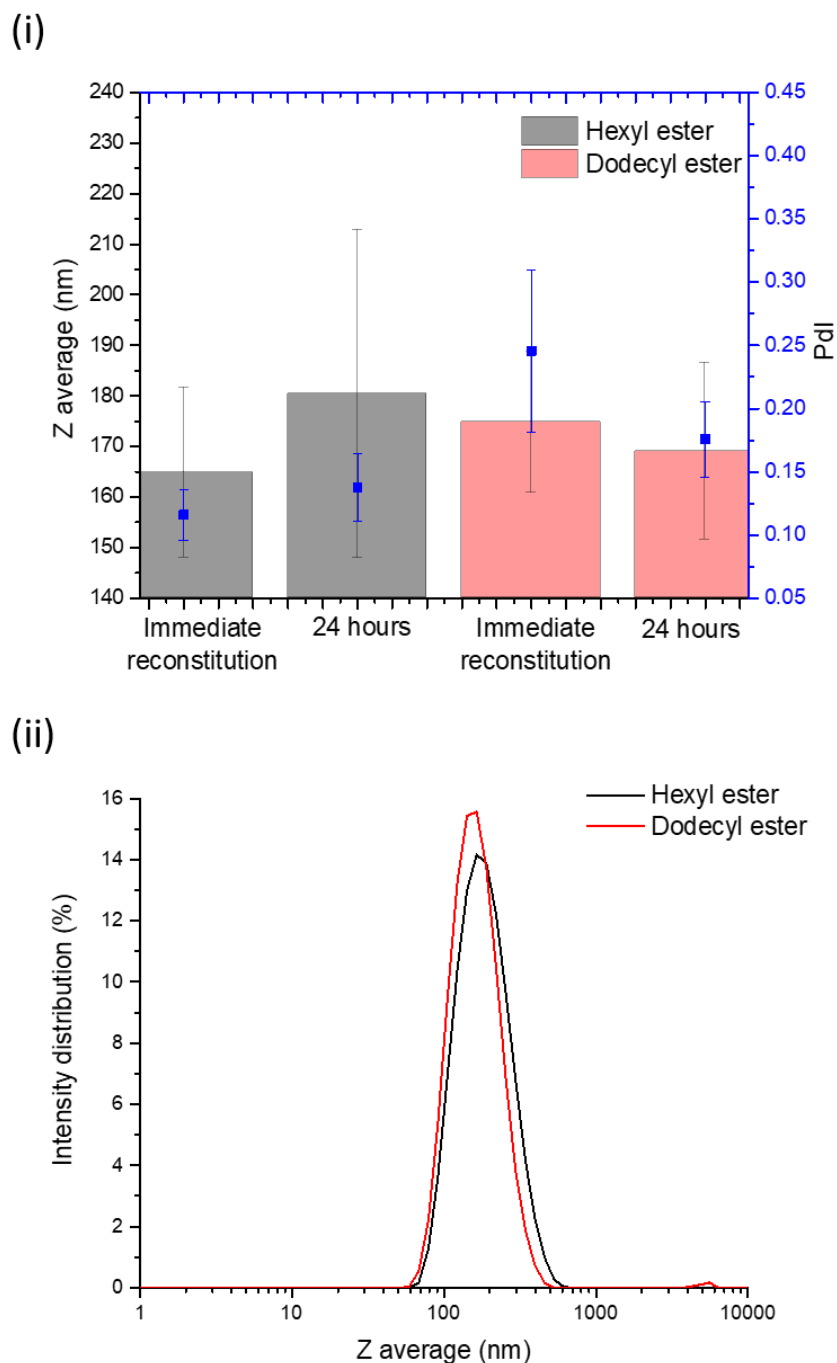 (i)
240
230
220
210
200
190
180
170
160
150
140
Z average (nm)
Hexyl ester
Dodecyl ester
0.45
0.40
0.35
0.30
0.25
0.20
0.15
0.10
0.05
PdI
Immediate
reconstitution
24 hours
Immediate
reconstitution
24 hours
(ii)
16
14
12
10
8
6
4
2
0
Intensity distribution (%)
Hexyl ester
Dodecyl ester
1
10
100
1000
10000
Z average (nm)